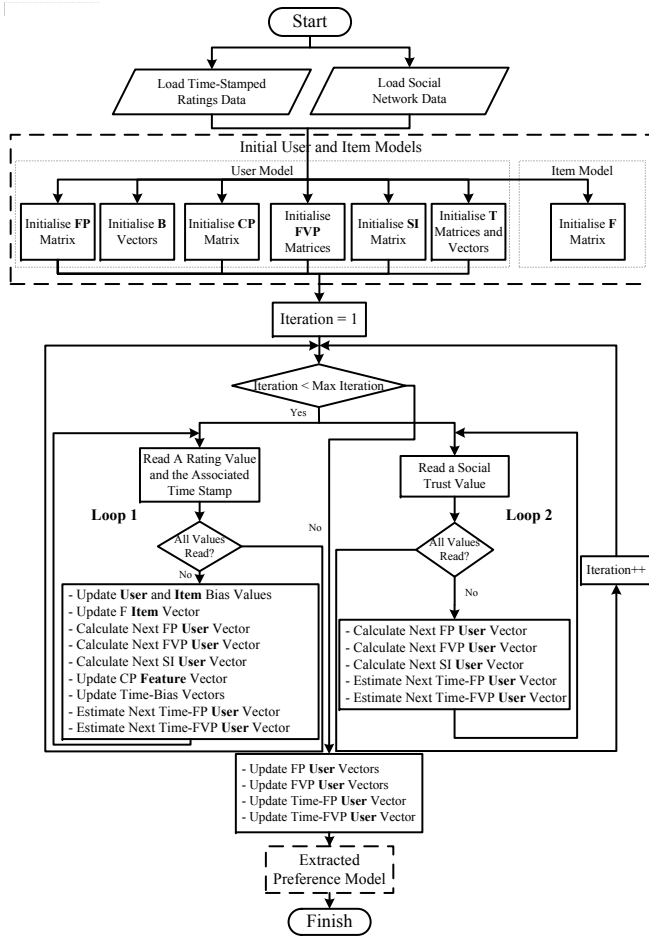 Start
Load Time-Stamped
Ratings Data
Load Social
Network Data
Initial User and Item Models
User Model
Item Model
Initialise FP
Matrix
Initialise B
Vectors
Initialise CP
Matrix
Initialise
FVP
Matrices
Initialise SI
Matrix
Initialise T
Matrices and
Vectors
Initialise F
Matrix
Iteration = 1
Iteration < Max Iteration
Yes
Read A Rating Value
and the Associated
Time Stamp
Read a Social
Trust Value
Loop 1
No
Loop 2
All Values
Read?
All Values
Read?
Iteration++
No
No
- Update User and Item Bias Values
- Update F Item Vector
- Calculate Next FP User Vector
- Calculate Next FVP User Vector
- Calculate Next SI User Vector
- Update CP Feature Vector
- Update Time-Bias Vectors
- Estimate Next Time-FP User Vector
- Estimate Next Time-FVP User Vector
- Calculate Next FP User Vector
- Calculate Next FVP User Vector
- Calculate Next SI User Vector
- Estimate Next Time-FP User Vector
- Estimate Next Time-FVP User Vector
- Update FP User Vectors
- Update FVP User Vectors
- Update Time-FP User Vector
- Update Time-FVP User Vector
Extracted
Preference Model
Finish